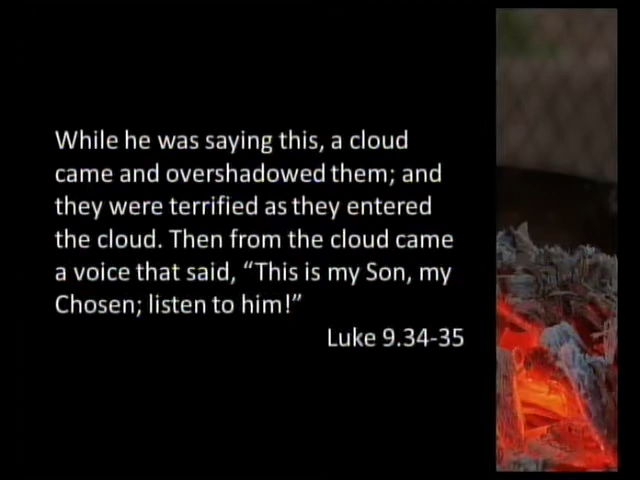 While he was saying this, a cloud
came and overshadowed them; and
they were terrified as they entered
the cloud. Then from the cloud came
a voice that said, “This is my Son, my
Chosen; listen to him!”
Luke 9.34-35